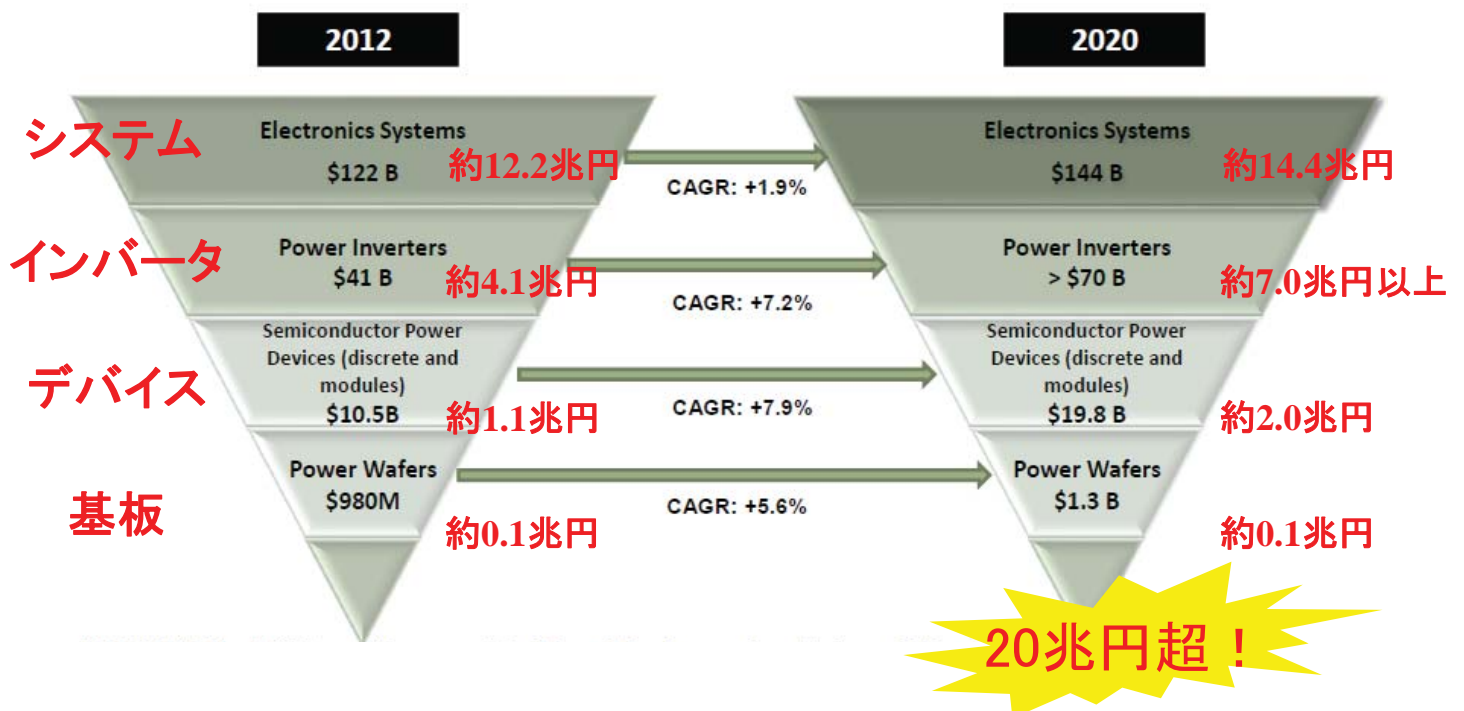 2012
2020
システム
Electronics Systems
$122 B
約12.2兆円
CAGR: +1.9%
Electronics Systems
$144 B
約14.4兆円
インバータ
Power Inverters
$41 B
約4.1兆円
CAGR: +7.2%
Power Inverters
> $70 B
約7.0兆円以上
デバイス
Semiconductor Power
Devices (discrete and
modules)
$10.5B
約1.1兆円
CAGR: +7.9%
Semiconductor Power
Devices (discrete and
modules)
$19.8 B
約2.0兆円
基板
Power Wafers
$980M
約0.1兆円
CAGR: +5.6%
Power Wafers
$1.3 B
約0.1兆円
20兆円超！